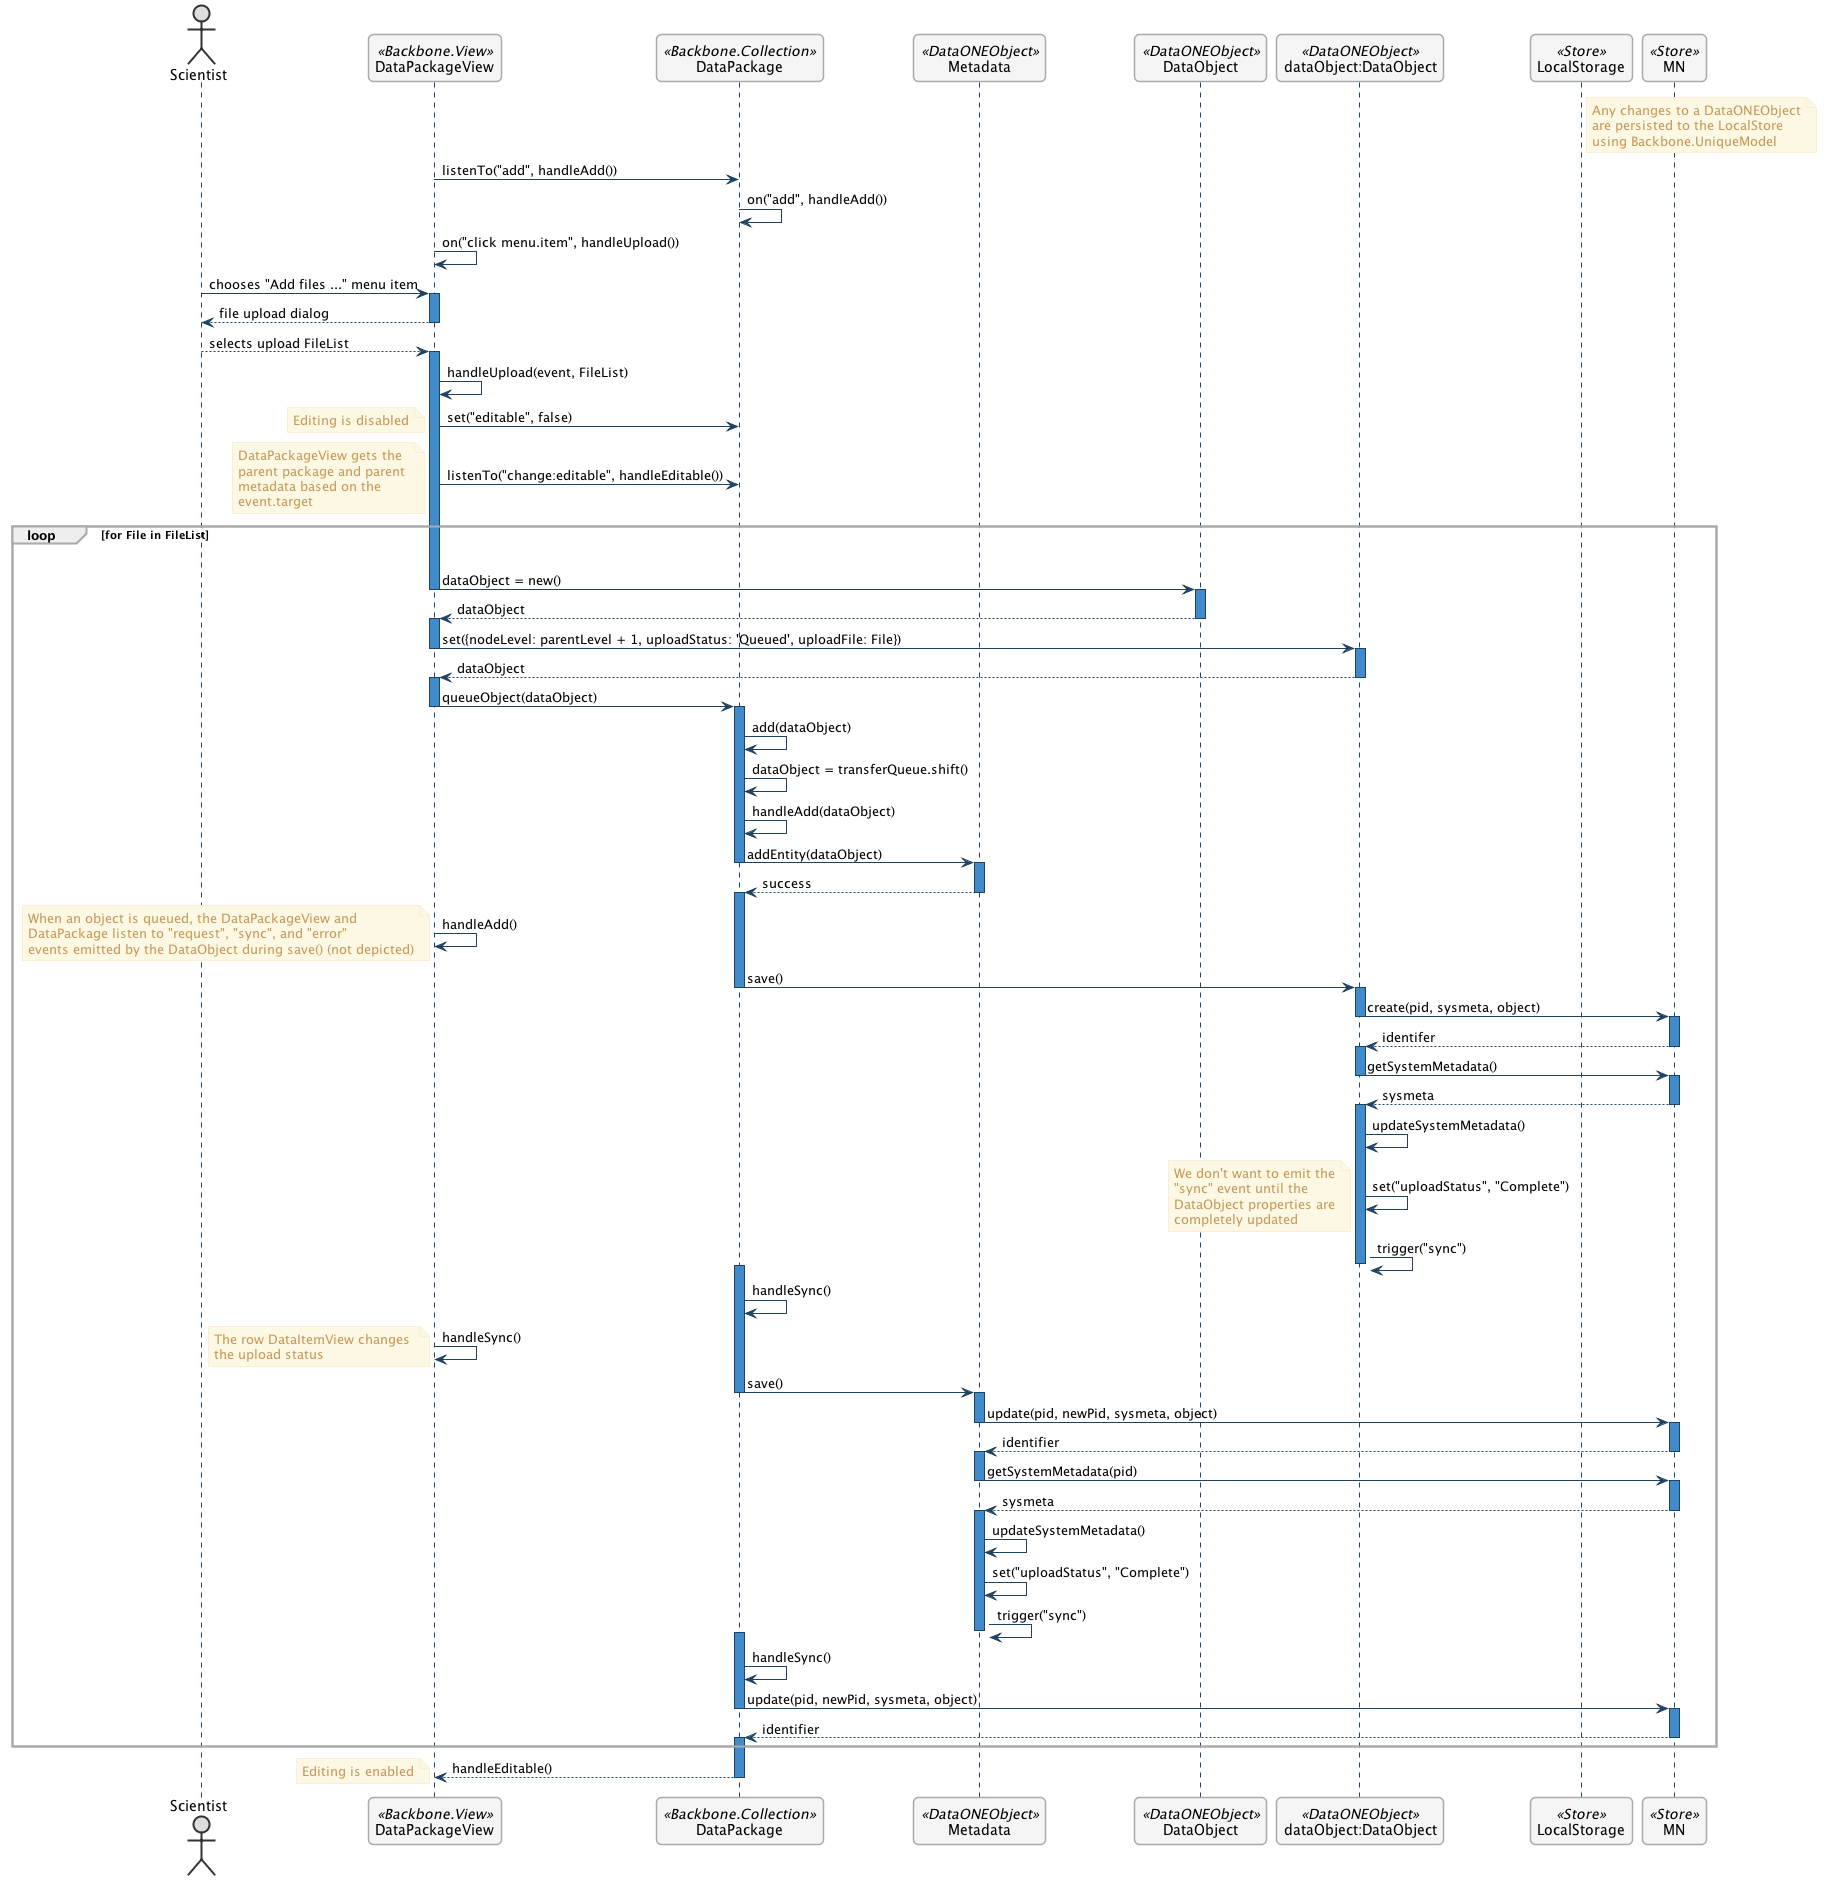 Scientist
«Backbone.View»
DataPackageView
«Backbone.Collection»
DataPackage
«DataONEObject»
Metadata
«DataONEObject»
DataObject
«DataONEObject»
dataObject:DataObject
«Store»
LocalStorage
«Store»
MN
Any changes to a DataONEObject
are persisted to the LocalStore
using Backbone.UniqueModel
listenTo("add", handleAdd())
on("add", handleAdd())
on("click menu.item", handleUpload())
chooses "Add files ..." menu item
file upload dialog
selects upload FileList
handleUpload(event, FileList)
Editing is disabled
set("editable", false)
DataPackageView gets the
parent package and parent
metadata based on the
event.target
listenTo("change:editable", handleEditable())
loop
[for File in FileList]
dataObject = new()
dataObject
set({nodeLevel: parentLevel + 1, uploadStatus: 'Queued', uploadFile: File})
dataObject
queueObject(dataObject)
add(dataObject)
dataObject = transferQueue.shift()
handleAdd(dataObject)
addEntity(dataObject)
success
When an object is queued, the DataPackageView and
DataPackage listen to "request", "sync", and "error"
events emitted by the DataObject during save() (not depicted)
handleAdd()
save()
create(pid, sysmeta, object)
identifer
getSystemMetadata()
sysmeta
updateSystemMetadata()
We don't want to emit the
"sync" event until the
DataObject properties are
completely updated
set("uploadStatus", "Complete")
trigger("sync")
handleSync()
The row DataItemView changes
the upload status
handleSync()
save()
update(pid, newPid, sysmeta, object)
identifier
getSystemMetadata(pid)
sysmeta
updateSystemMetadata()
set("uploadStatus", "Complete")
trigger("sync")
handleSync()
update(pid, newPid, sysmeta, object)
identifier
Editing is enabled
handleEditable()
Scientist
«Backbone.View»
DataPackageView
«Backbone.Collection»
DataPackage
«DataONEObject»
Metadata
«DataONEObject»
DataObject
«DataONEObject»
dataObject:DataObject
«Store»
LocalStorage
«Store»
MN